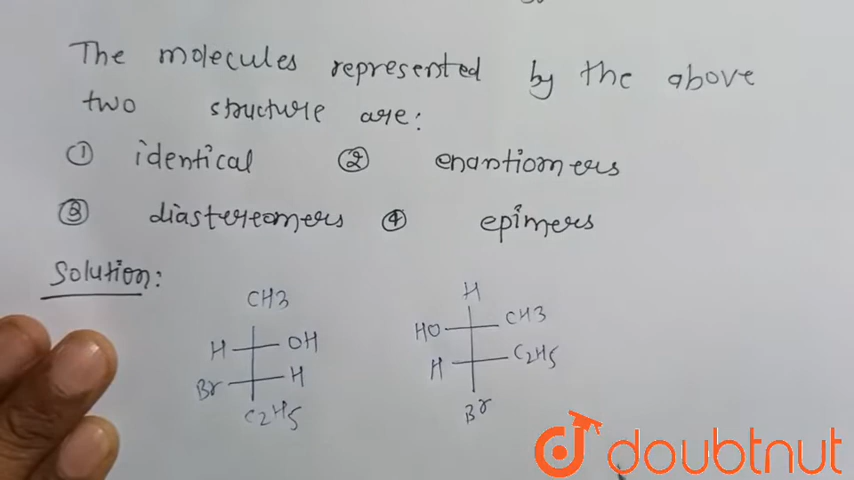 The molecules represented by the above
two structure are:
① identical ② enantiomers
③ diastereomers ④ epimers
Solution:
CH3
H OH
Br H
C2H5
H
HO CH3
H C2H5
Br
doubtnut